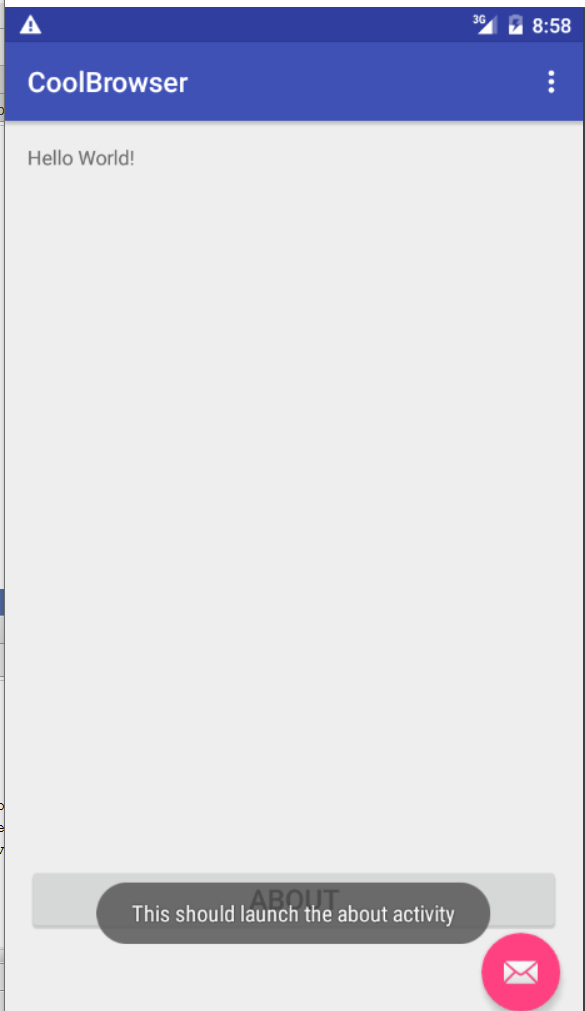 3G 8:58
CoolBrowser
Hello World!
ABOUT
This should launch the about activity